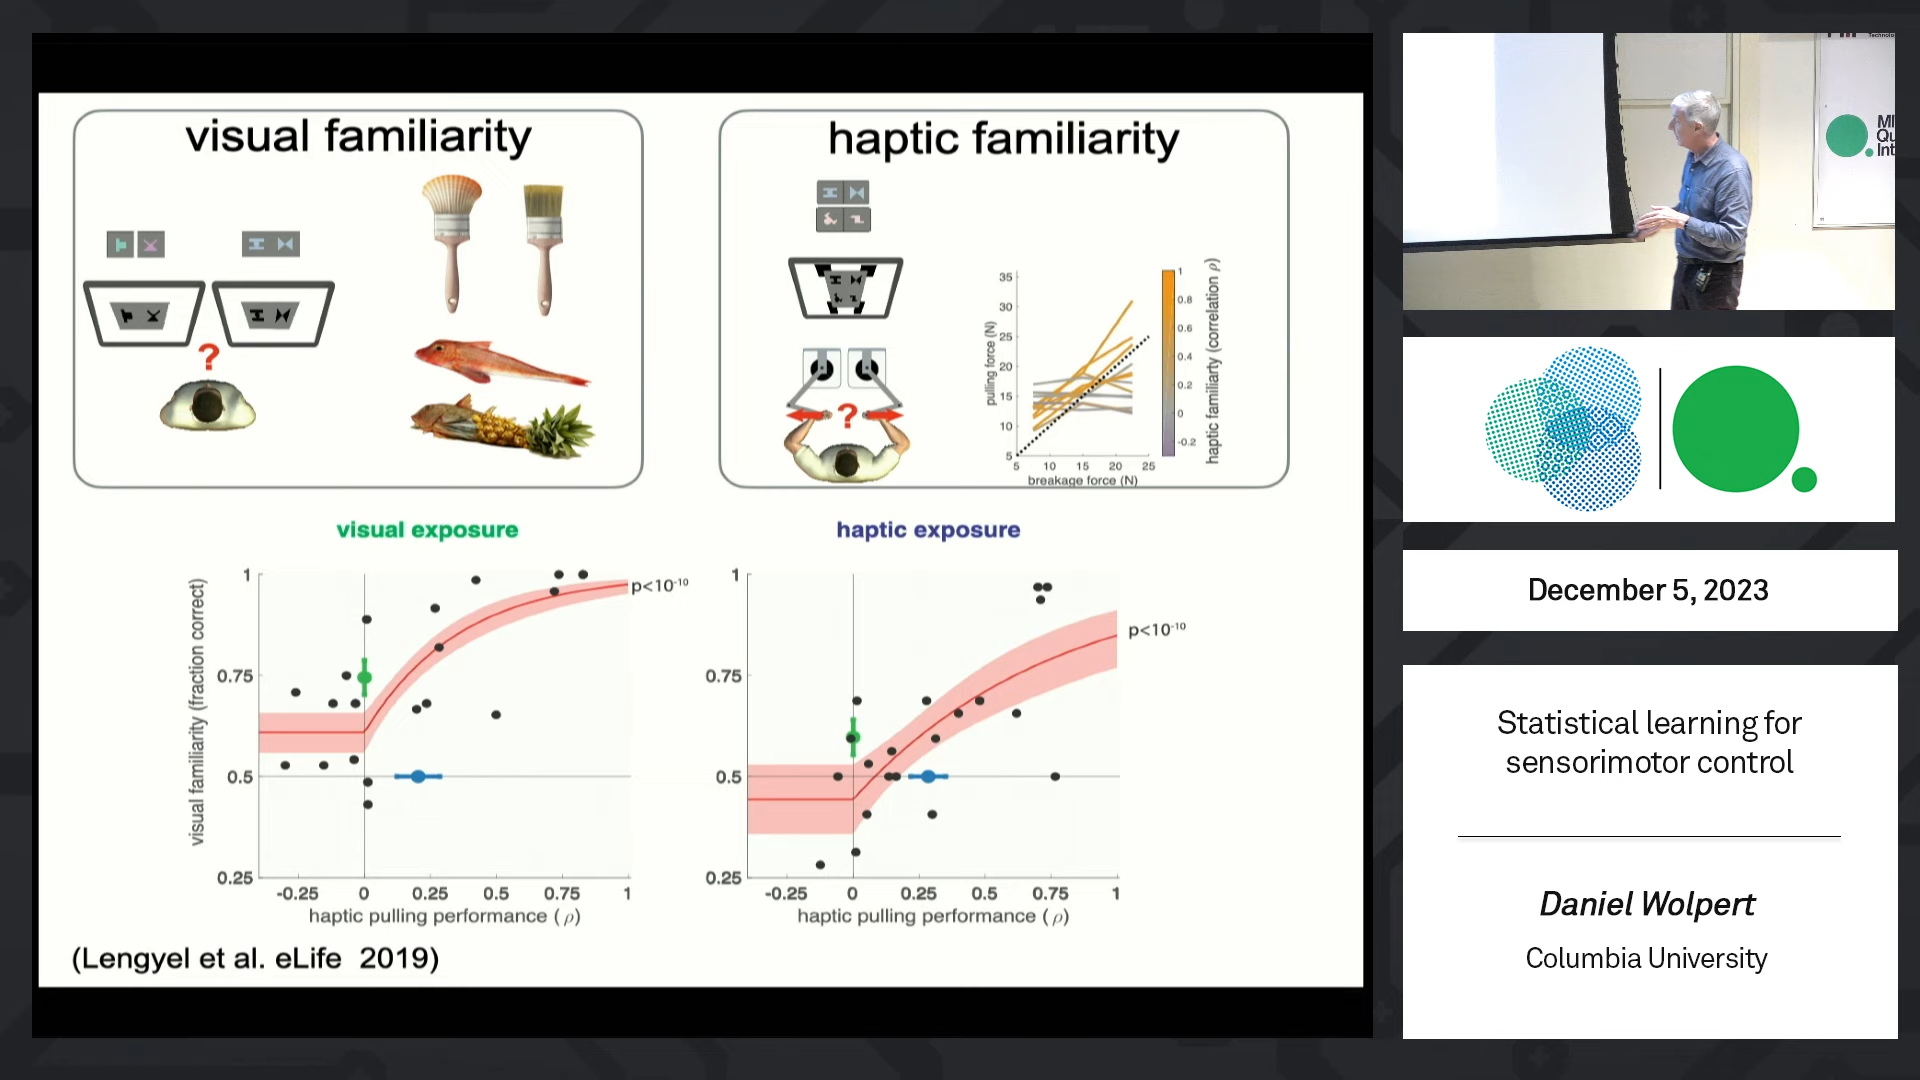 visual familiarity
?
haptic familiarity
?
pulling force (N)
35
30
25
20
15
10
5
5 10 15 20 25
breakage force (N)
1
0.8
0.6
0.4
0.2
0
-0.2
haptic familiarty (correlation ρ)
visual exposure
visual familiarity (fraction correct)
1
0.75
0.5
0.25
-0.25 0 0.25 0.5 0.75 1
haptic pulling performance (ρ)
p<10-10
haptic exposure
1
0.75
0.5
0.25
-0.25 0 0.25 0.5 0.75 1
haptic pulling performance (ρ)
p<10-10
(Lengyel et al. eLife 2019)
MI
Qu
Int
December 5, 2023
Statistical learning for
sensorimotor control
Daniel Wolpert
Columbia University